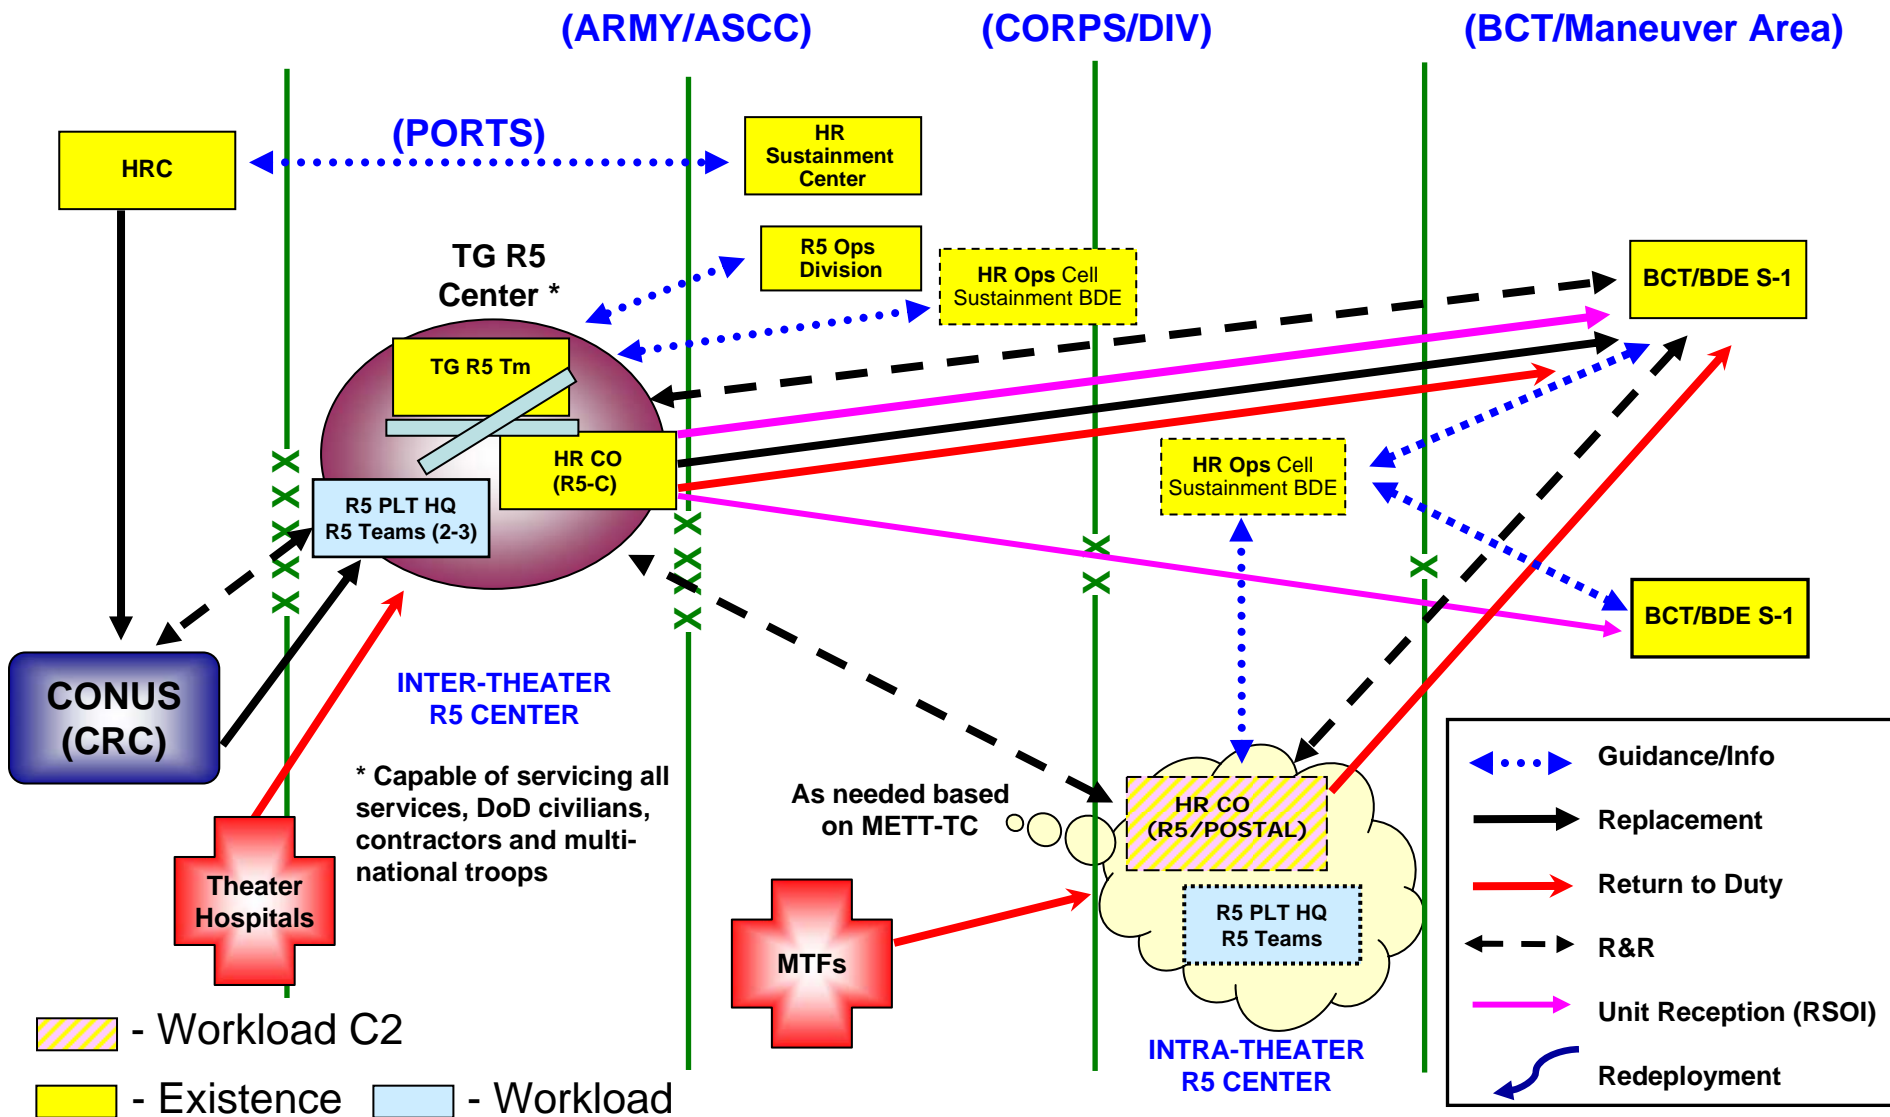 (ARMY/ASCC)
(CORPS/DIV)
(BCT/Maneuver Area)
(PORTS)
HRC
HR
Sustainment
Center
R5 Ops
Division
HR Ops Cell
Sustainment BDE
BCT/BDE S-1
TG R5
Center *
TG R5 Tm
HR CO
(R5-C)
R5 PLT HQ
R5 Teams (2-3)
HR Ops Cell
Sustainment BDE
BCT/BDE S-1
CONUS
(CRC)
INTER-THEATER
R5 CENTER
* Capable of servicing all
services, DoD civilians,
contractors and multi-
national troops
As needed based
on METT-TC
HR CO
(R5/POSTAL)
R5 PLT HQ
R5 Teams
Theater
Hospitals
MTFs
INTRA-THEATER
R5 CENTER
Guidance/Info
Replacement
Return to Duty
R&R
Unit Reception (RSOI)
Redeployment
- Workload C2
- Existence
- Workload